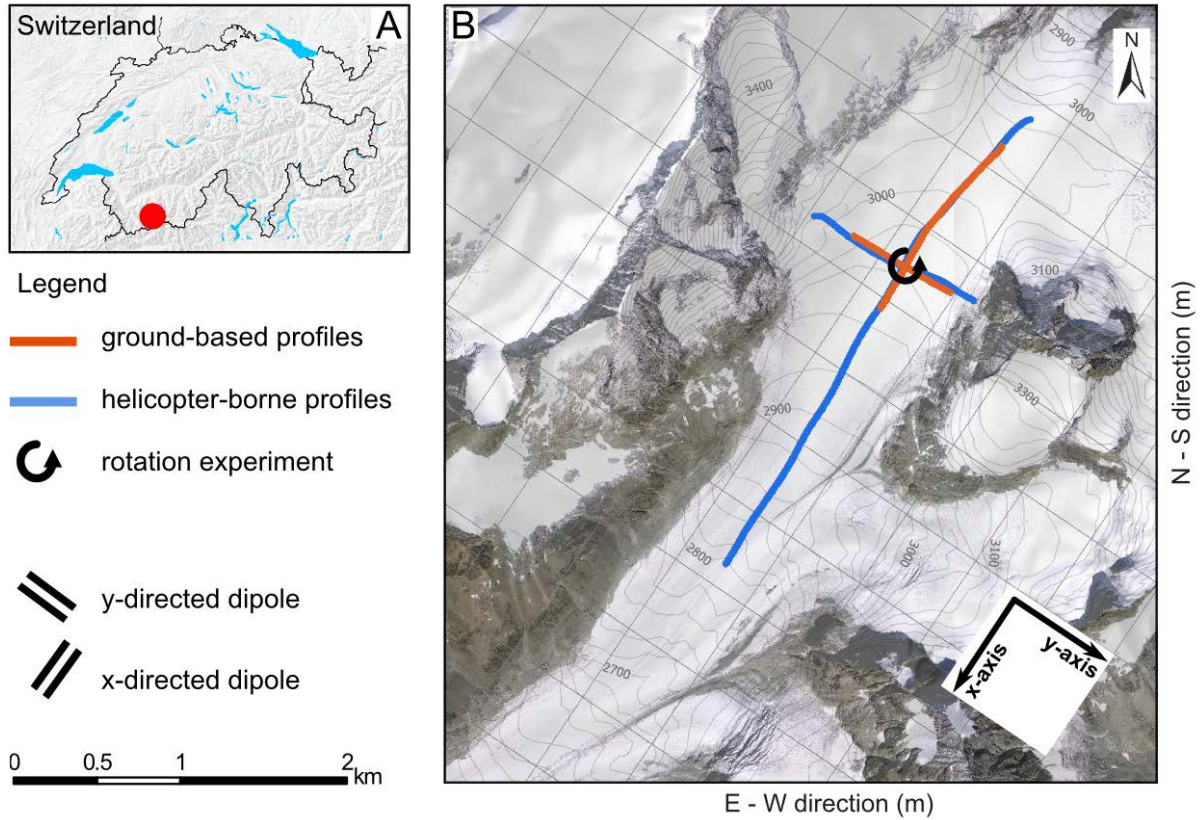 Switzerland
A
Legend
ground-based profiles
helicopter-borne profiles
rotation experiment
y-directed dipole
x-directed dipole
0
0.5
1
2
km
B
N
2900
3400
3000
3000
3100
3300
2900
2800
3000
3100
2700
x-axis
y-axis
N - S direction (m)
E - W direction (m)